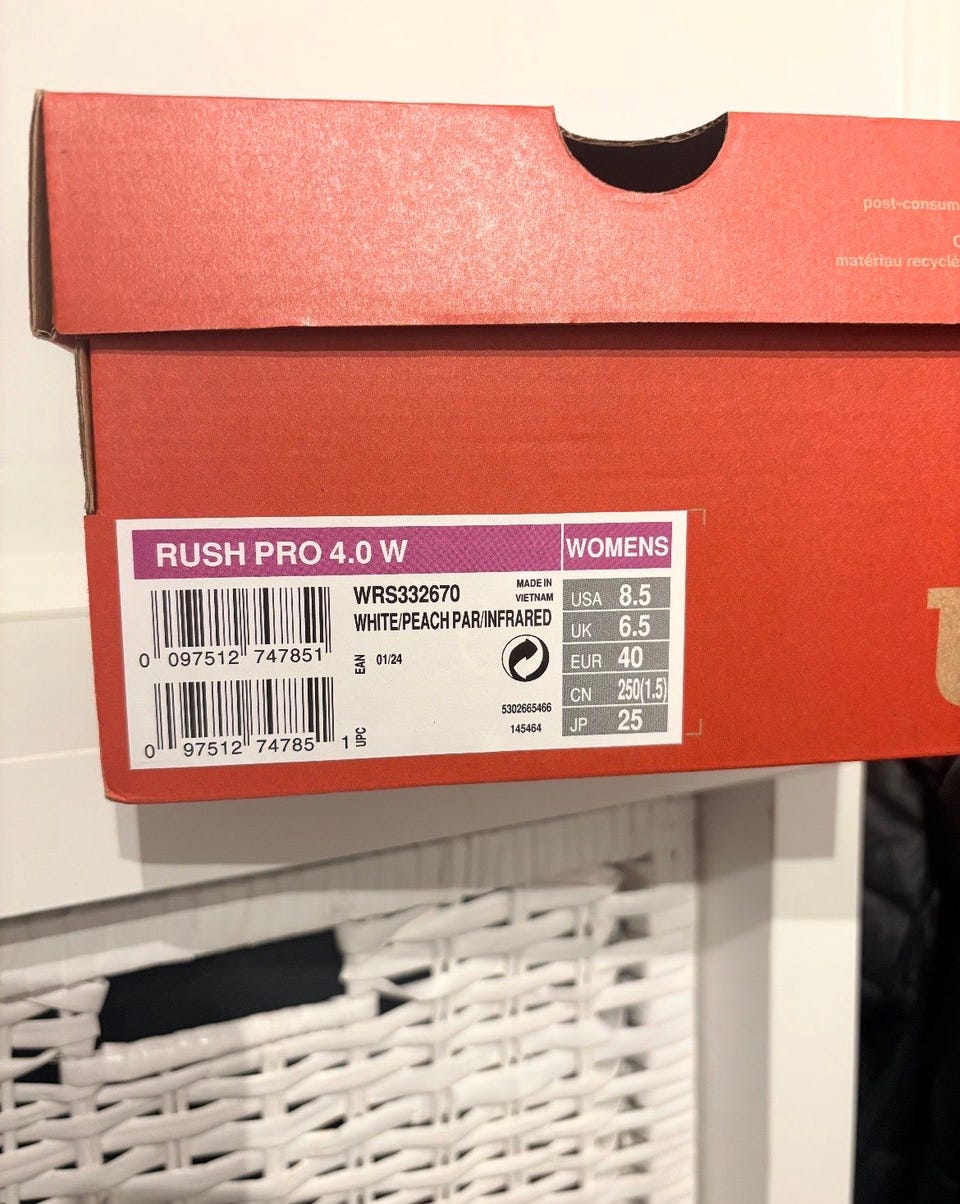 post-consum
matériau recyclé
RUSH PRO 4.0 W
WOMENS
WRS332670
MADE IN
VIETNAM
WHITE/PEACH PAR/INFRARED
0 097512 747851
EAN 01/24
5302665466
145464
0 97512 74785 1 UPC
USA 8.5
UK 6.5
EUR 40
CN 250(1.5)
JP 25